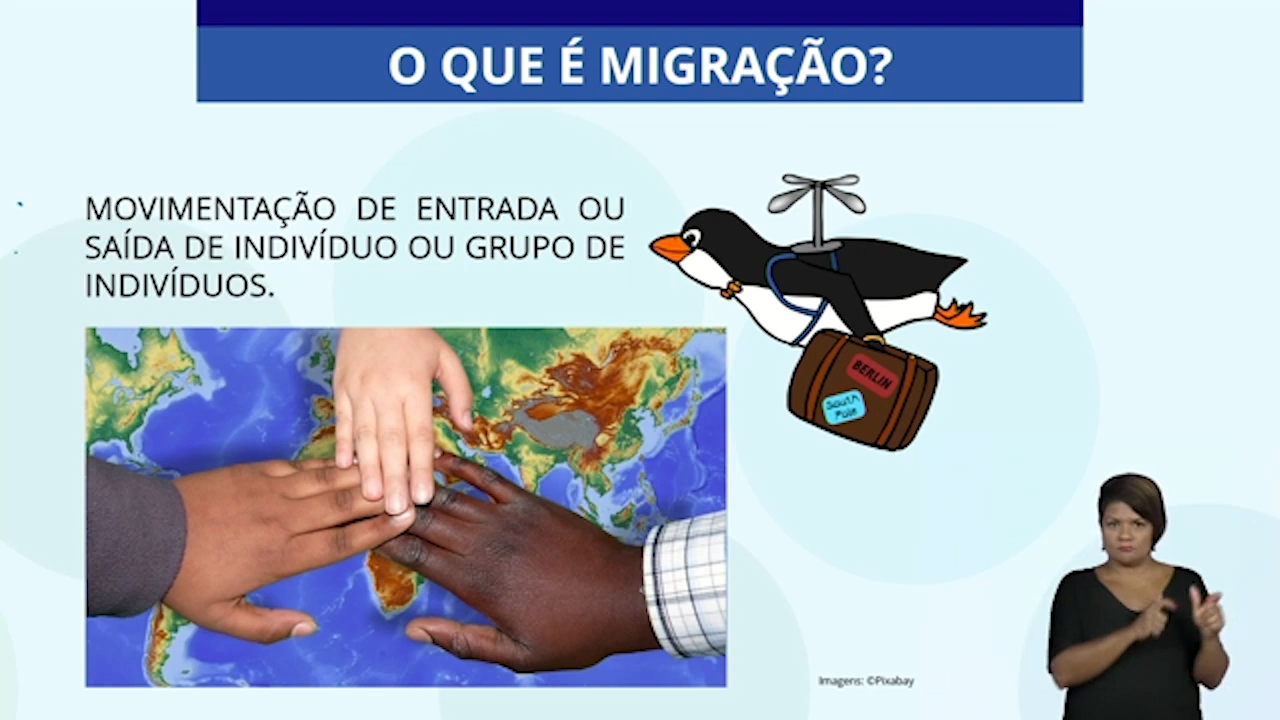 O QUE É MIGRAÇÃO?
MOVIMENTAÇÃO DE ENTRADA OU
SAÍDA DE INDIVÍDUO OU GRUPO DE
INDIVÍDUOS.
BERLIN
South
Pole
Imagens: ©Pixabay